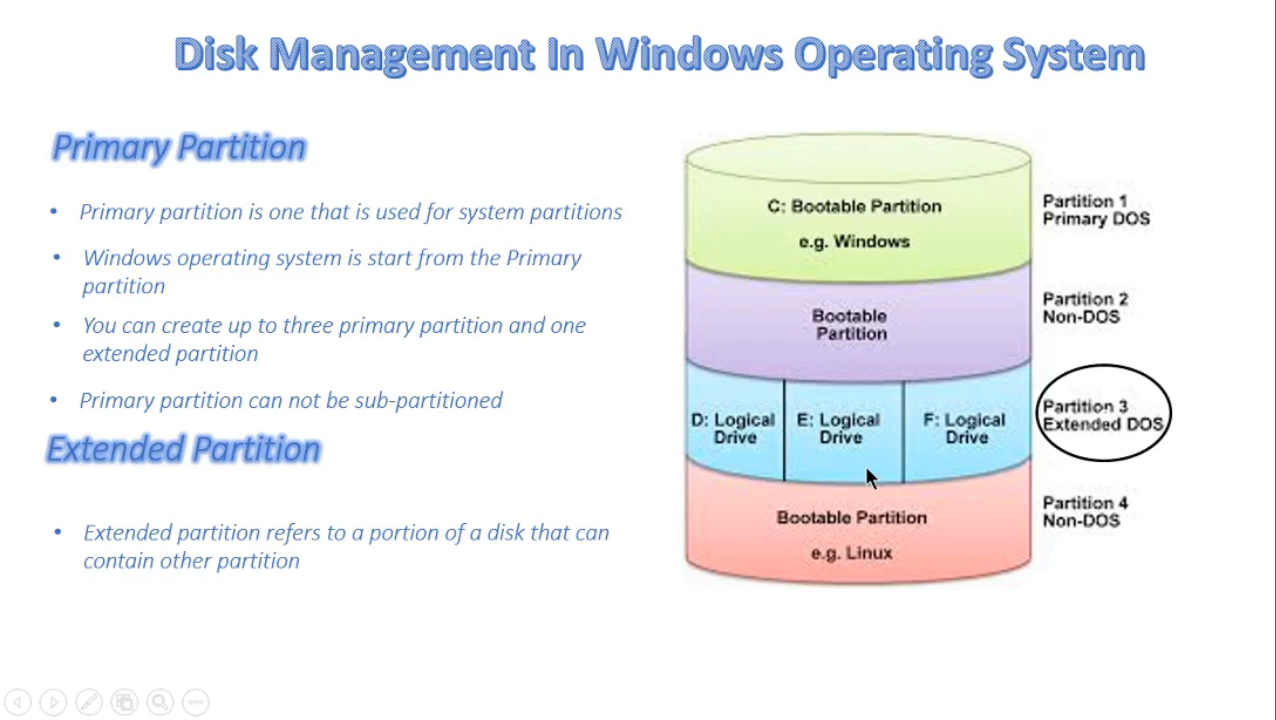 Disk Management In Windows Operating System
Primary Partition
• Primary partition is one that is used for system partitions
• Windows operating system is start from the Primary
partition
• You can create up to three primary partition and one
extended partition
• Primary partition can not be sub-partitioned
Extended Partition
• Extended partition refers to a portion of a disk that can
contain other partition
C: Bootable Partition
e.g. Windows
Partition 1
Primary DOS
Bootable
Partition
Partition 2
Non-DOS
D: Logical
Drive
E: Logical
Drive
F: Logical
Drive
Partition 3
Extended DOS
Bootable Partition
e.g. Linux
Partition 4
Non-DOS